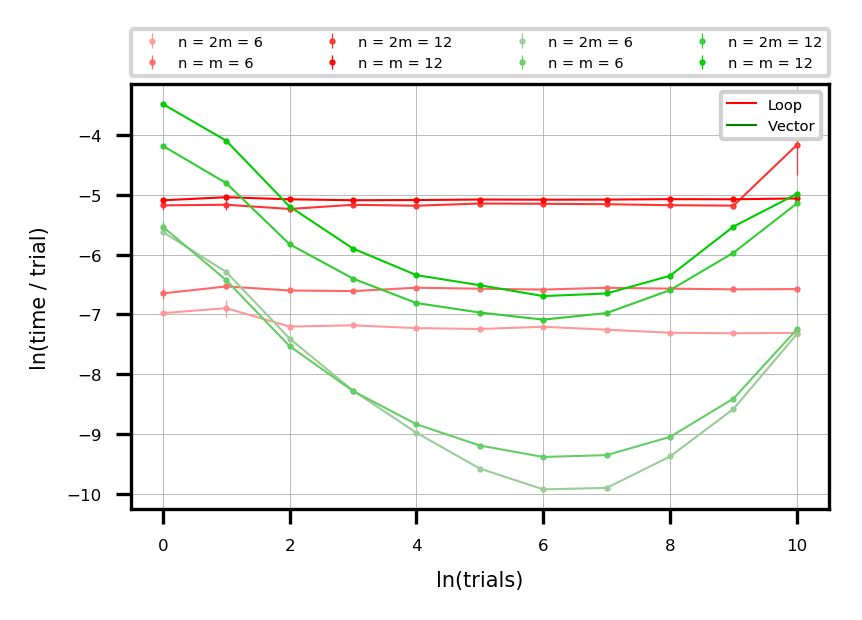 n = 2m = 6 n = 2m = 12 n = 2m = 6 n = 2m = 12
n = m = 6 n = m = 12 n = m = 6 n = m = 12
Loop
Vector
−4
−5
−6
−7
−8
−9
−10
ln(time / trial)
0 2 4 6 8 10
ln(trials)